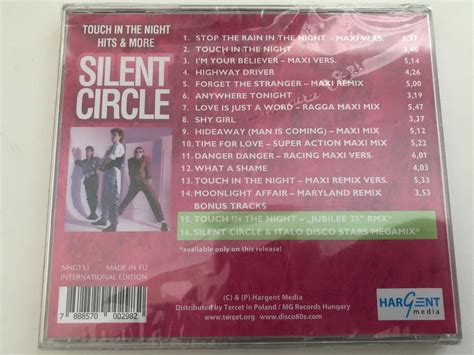 TOUCH IN THE NIGHT
HITS & MORE
SILENT
CIRCLE
1. STOP THE RAIN IN THE NIGHT – MAXI VERS. 5,37
2. TOUCH IN THE NIGHT 3,40
3. I'M YOUR BELIEVER – MAXI VERS. 5,14
4. HIGHWAY DRIVER 4,26
5. FORGET THE STRANGER – MAXI REMIX 5,00
6. ANYWHERE TONIGHT 3,19
7. LOVE IS JUST A WORD – RAGGA MAXI MIX 5,47
8. SHY GIRL 3,37
9. HIDEAWAY (MAN IS COMING) – MAXI MIX 5,12
10. TIME FOR LOVE – SUPER ACTION MAXI MIX 5,22
11. DANGER DANGER – RACING MAXI VERS. 6,01
12. WHAT A SHAME 4,03
13. TOUCH IN THE NIGHT – MAXI REMIX VERS. 5,33
14. MOONLIGHT AFFAIR – MARYLAND REMIX 3,53
BONUS TRACKS
15. TOUCH IN THE NIGHT – „JUBILEE 25" RMX*
16. SILENT CIRCLE & ITALO DISCO STARS MEGAMIX*
*available only on this release!
NHG153 MADE IN EU
INTERNATIONAL EDITION
7 888570 002982
(C) & (P) Hargent Media
Distributed by Tercet in Poland / MG Records Hungary
www.tercet.org www.disco80s.com
HARGENT
media